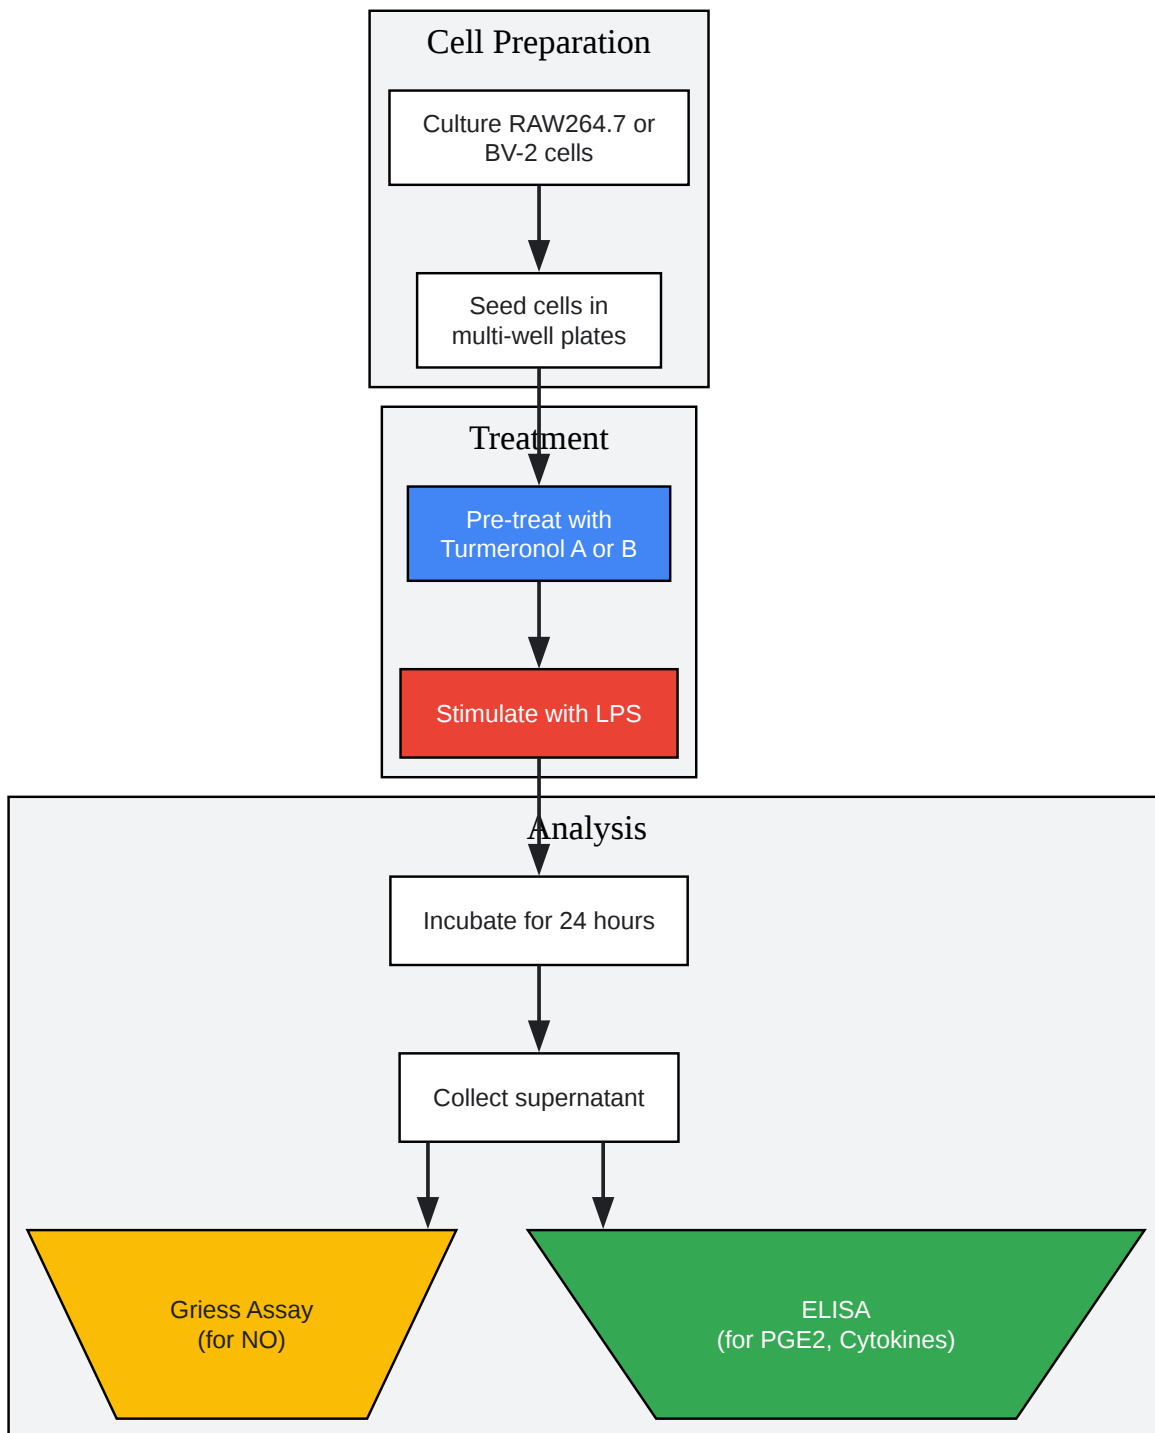 Cell Preparation
Culture RAW264.7 or
BV-2 cells
Seed cells in
multi-well plates
Treatment
Pre-treat with
Turmeronol A or B
Stimulate with LPS
Analysis
Incubate for 24 hours
Collect supernatant
Griess Assay
(for NO)
ELISA
(for PGE2, Cytokines)